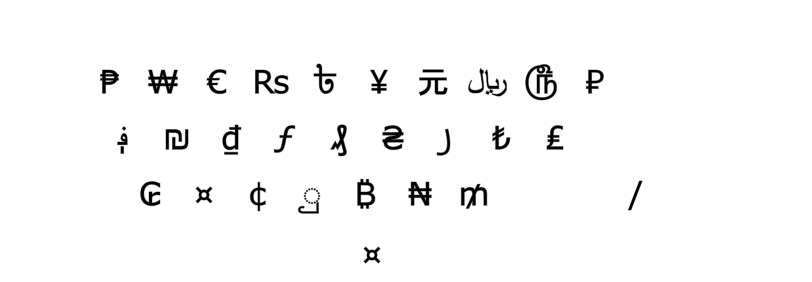 ₱ ₩ € ₨ ৳ ¥ 元 ﷼ ௹ ₽
؋ ₪ ₫ ƒ ₰ ₴ ر ₺ ₤
₢ ¤ ¢ ₿ ₦ ₥ /
¤